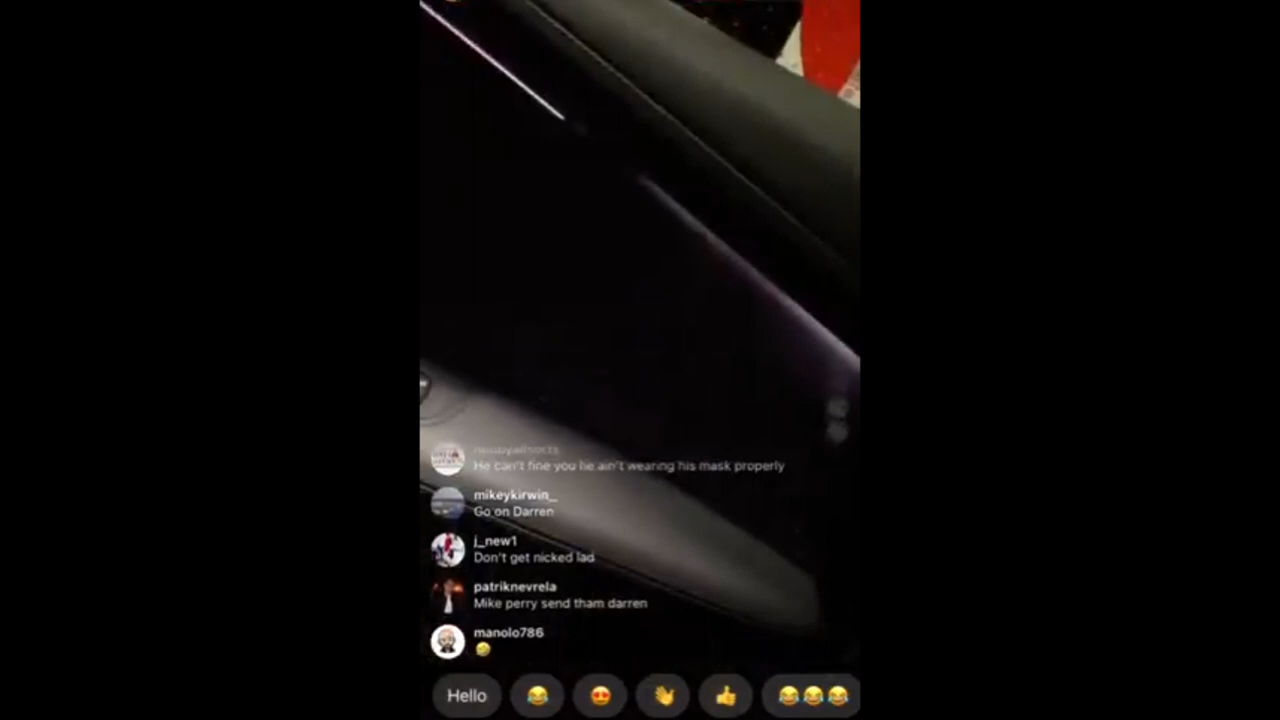 He can't fine you he ain't wearing his mask properly
mikeykirwin_
Go on Darren
j_new1
Don't get nicked lad
patriknevrela
Mike perry send tham darren
manolo786
🤣
Hello 😂 😍 👋 👍 😂😂😂